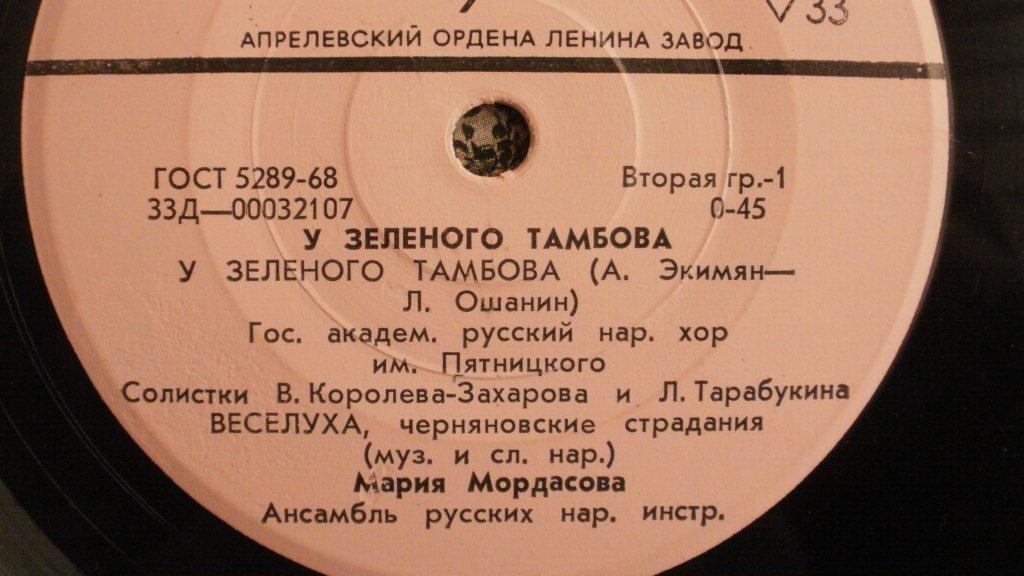 ▽ 33
АПРЕЛЕВСКИЙ ОРДЕНА ЛЕНИНА ЗАВОД
ГОСТ 5289-68 Вторая гр.-1
33Д—00032107 0-45
У ЗЕЛЕНОГО ТАМБОВА
У ЗЕЛЕНОГО ТАМБОВА (А. Экимян—
Л. Ошанин)
Гос. академ. русский нар. хор
им. Пятницкого
Солистки В. Королева-Захарова и Л. Тарабукина
ВЕСЕЛУХА, черняновские страдания
(муз. и сл. нар.)
Мария Мордасова
Ансамбль русских нар. инстр.